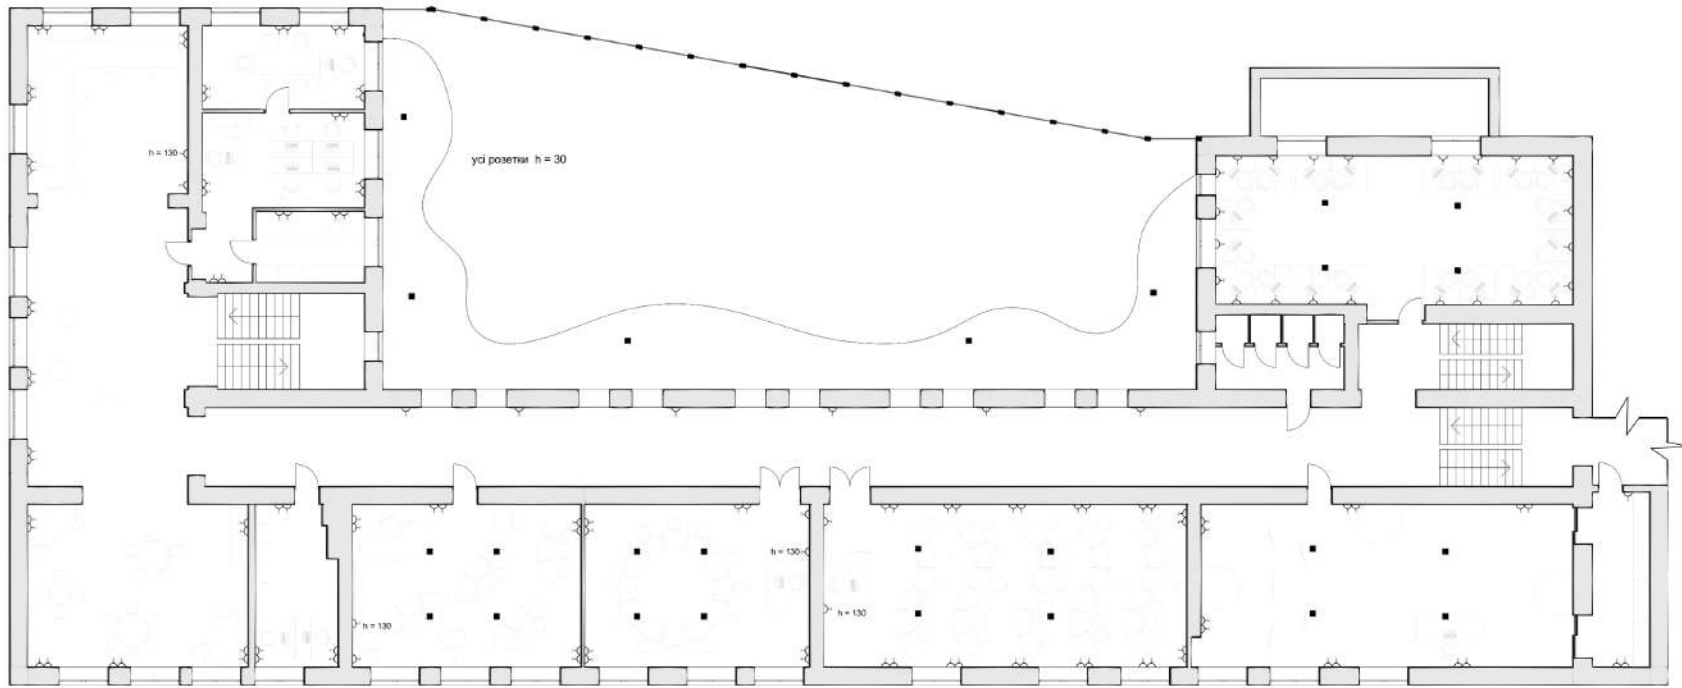 h = 130
усі розетки h = 30
h = 130
h = 130
h = 130